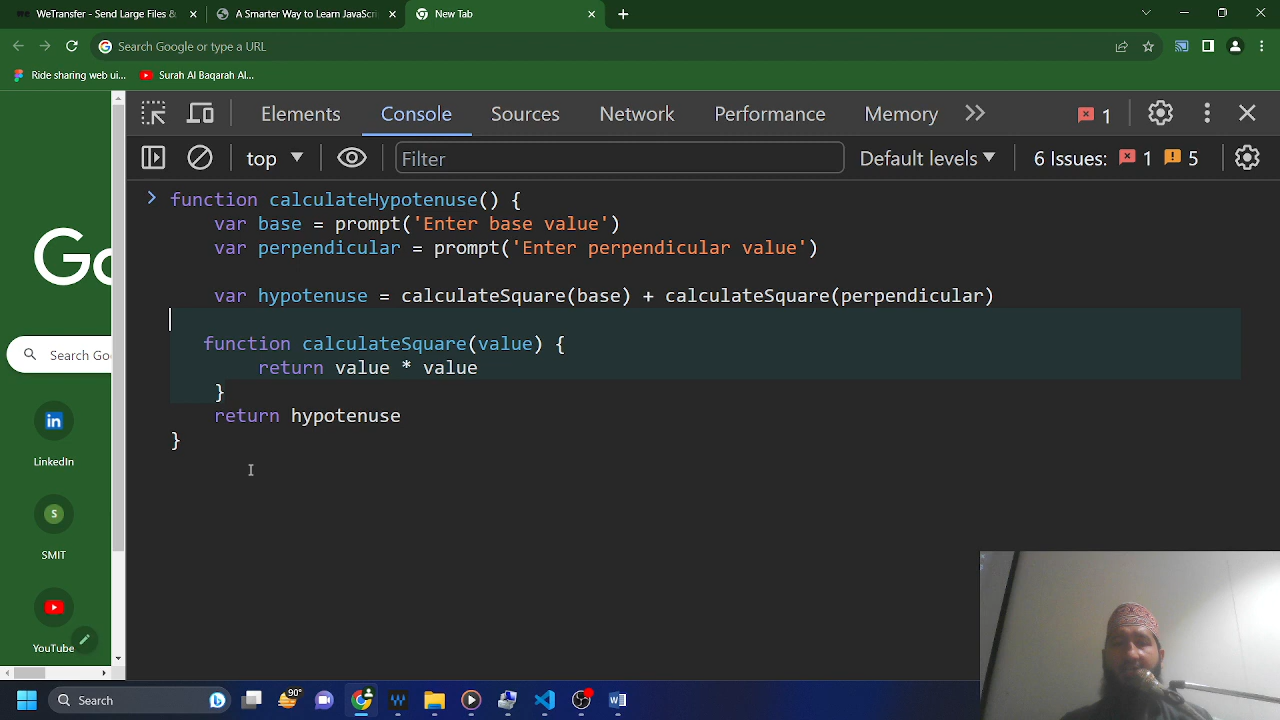 WeTransfer - Send Large Files &
A Smarter Way to Learn JavaScri
New Tab
Search Google or type a URL
Ride sharing web ui...
Surah Al Baqarah Al...
Elements
Console
Sources
Network
Performance
Memory
1
top
Filter
Default levels
6 Issues:
1
5
function calculateHypotenuse() {
var base = prompt('Enter base value')
var perpendicular = prompt('Enter perpendicular value')
var hypotenuse = calculateSquare(base) + calculateSquare(perpendicular)
function calculateSquare(value) {
return value * value
}
return hypotenuse
}
Go
Search Go
LinkedIn
S
SMIT
YouTube
Search
90°